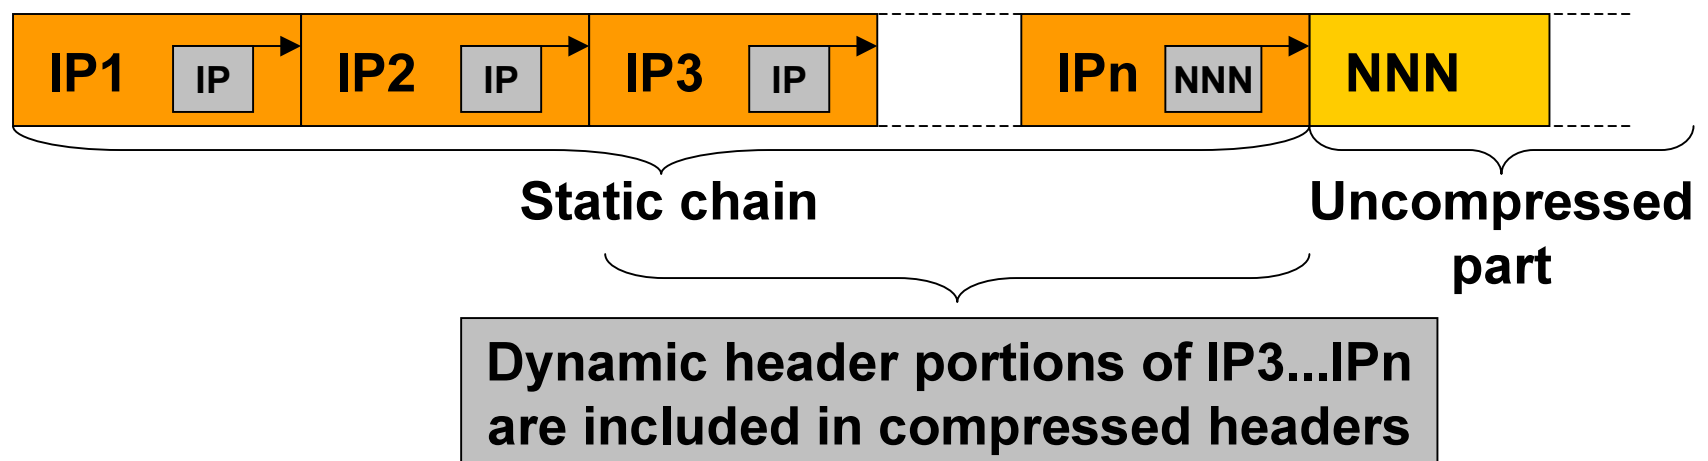 IP1 IP IP2 IP IP3 IP IPn NNN NNN
Static chain
Uncompressed
part
Dynamic header portions of IP3...IPn
are included in compressed headers